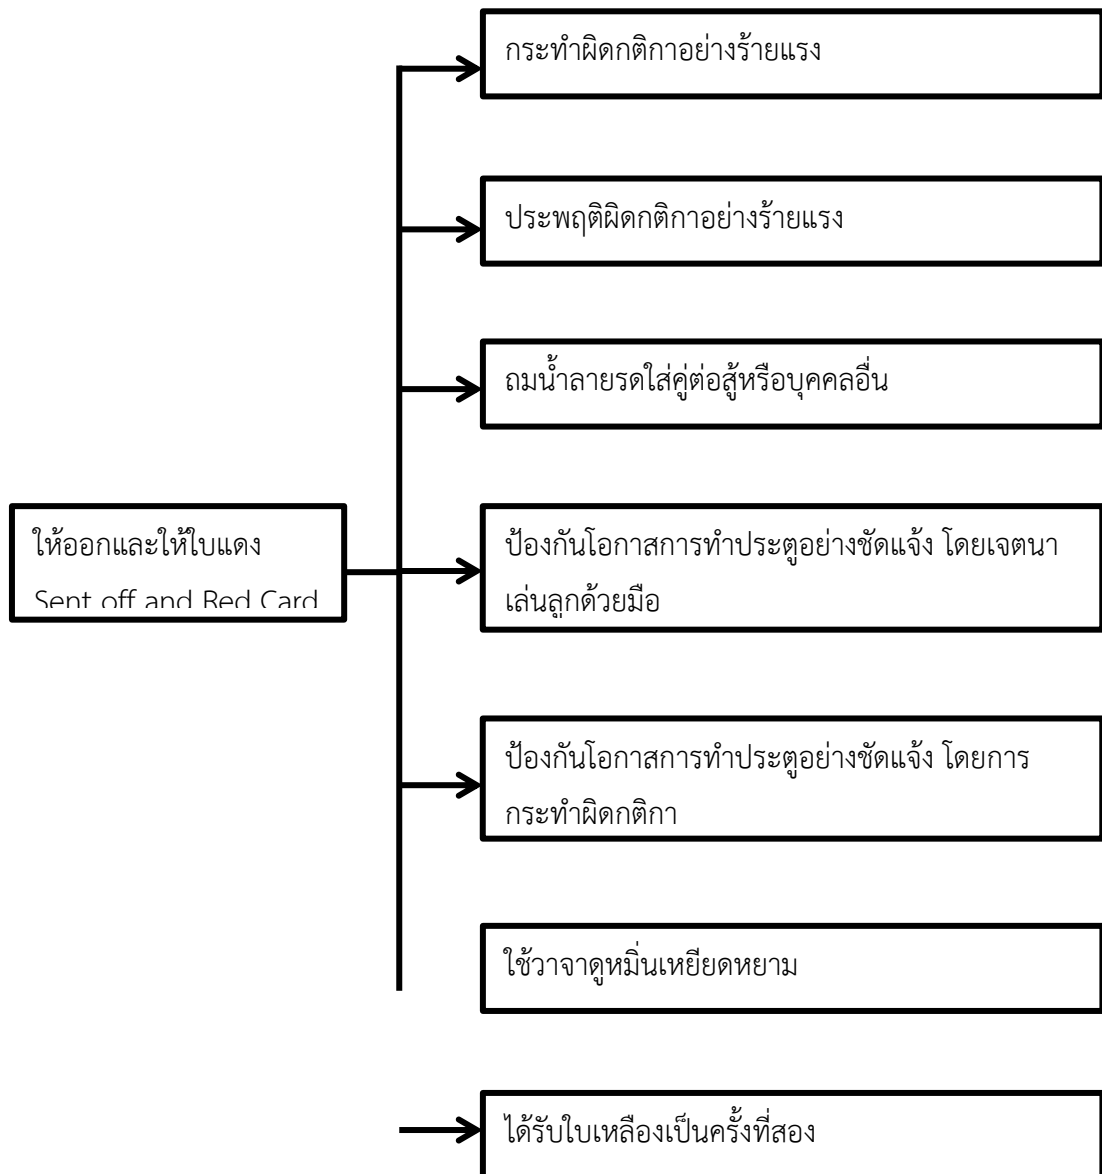 กระทำผิดกติกาอย่างร้ายแรง
ประพฤติผิดกติกาอย่างร้ายแรง
ถมน้ำลายรดใส่คู่ต่อสู้หรือบุคคลอื่น
ให้ออกและให้ใบแดง
Sent off and Red Card
ป้องกันโอกาสการทำประตูอย่างชัดแจ้ง โดยเจตนา
เล่นลูกด้วยมือ
ป้องกันโอกาสการทำประตูอย่างชัดแจ้ง โดยการ
กระทำผิดกติกา
ใช้วาจาดูหมิ่นเหยียดหยาม
ได้รับใบเหลืองเป็นครั้งที่สอง